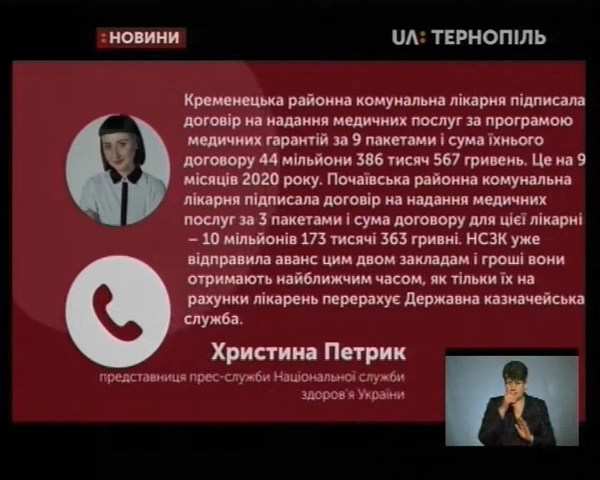 :НОВИНИ
UA: ТЕРНОПІЛЬ
Кременецька районна комунальна лікарня підписала
договір на надання медичних послуг за програмою
медичних гарантій за 9 пакетами і сума їхнього
договору 44 мільйони 386 тисяч 567 гривень. Це на 9
місяців 2020 року. Почаївська районна комунальна
лікарня підписала договір на надання медичних
послуг за 3 пакетами і сума договору для цієї лікарні
– 10 мільйонів 173 тисячі 363 гривні. НСЗК уже
відправила аванс цим двом закладам і гроші вони
отримають найближчим часом, як тільки їх на
рахунки лікарень перерахує Державна казначейська
служба.
Христина Петрик
представниця прес-служби Національної служби
здоров'я України